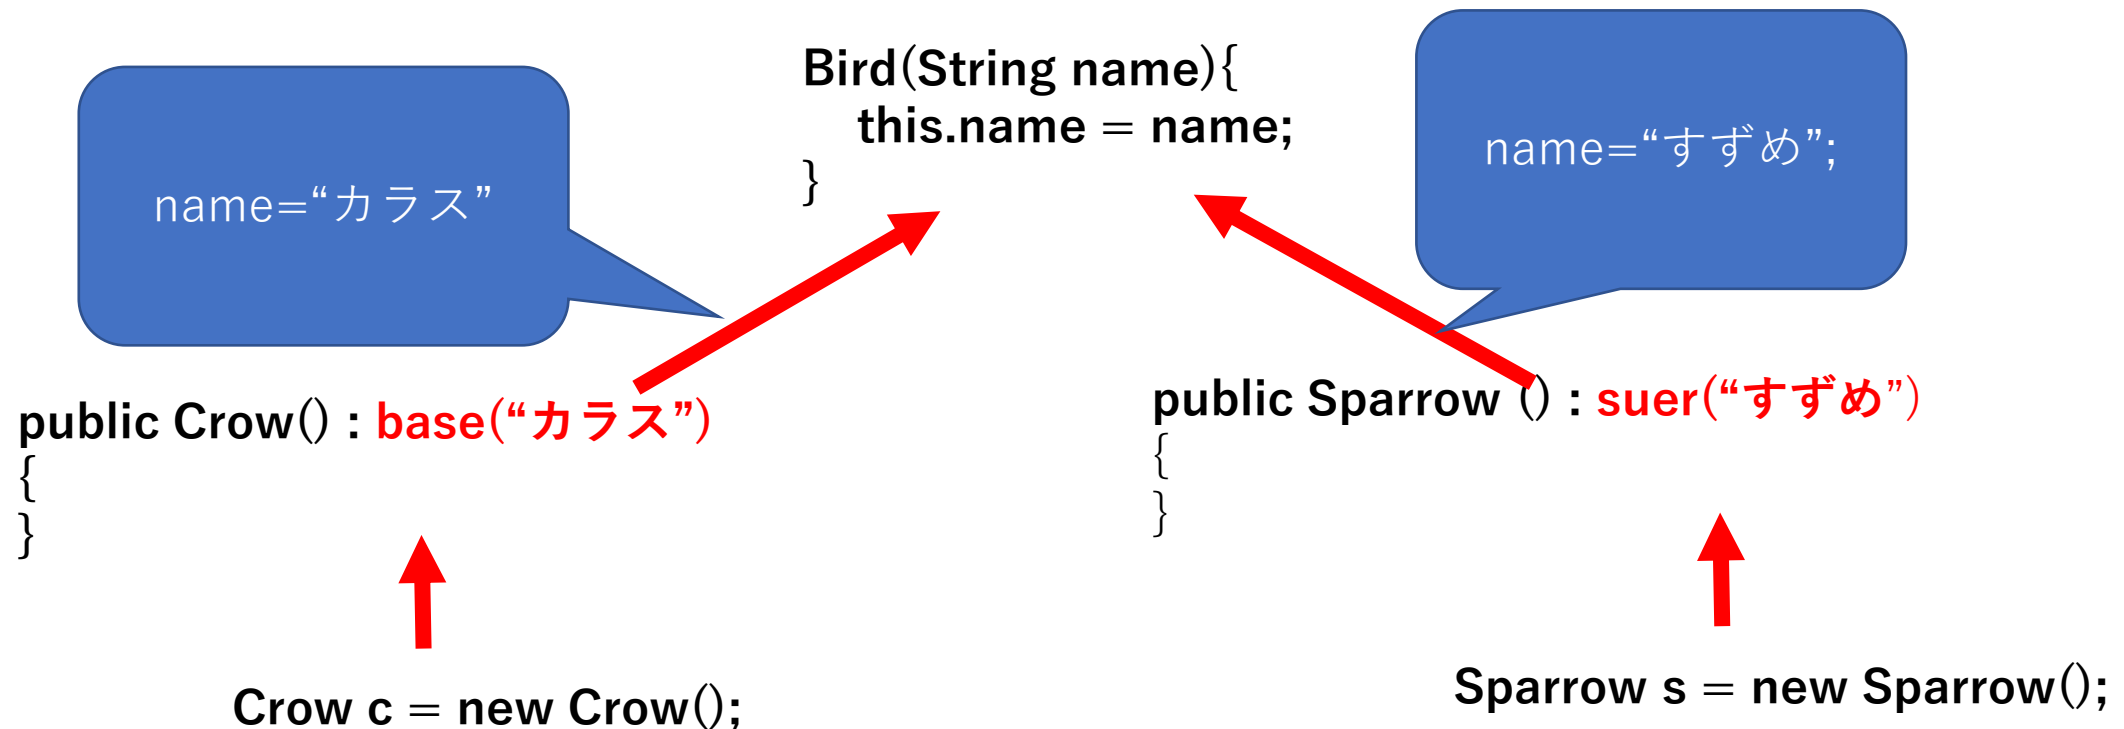 Bird(String name){
this.name = name;
}
name=“カラス”
name=“すずめ”;
public Crow() : base(“カラス”)
{
}
public Sparrow () : suer(“すずめ”)
{
}
Crow c = new Crow();
Sparrow s = new Sparrow();